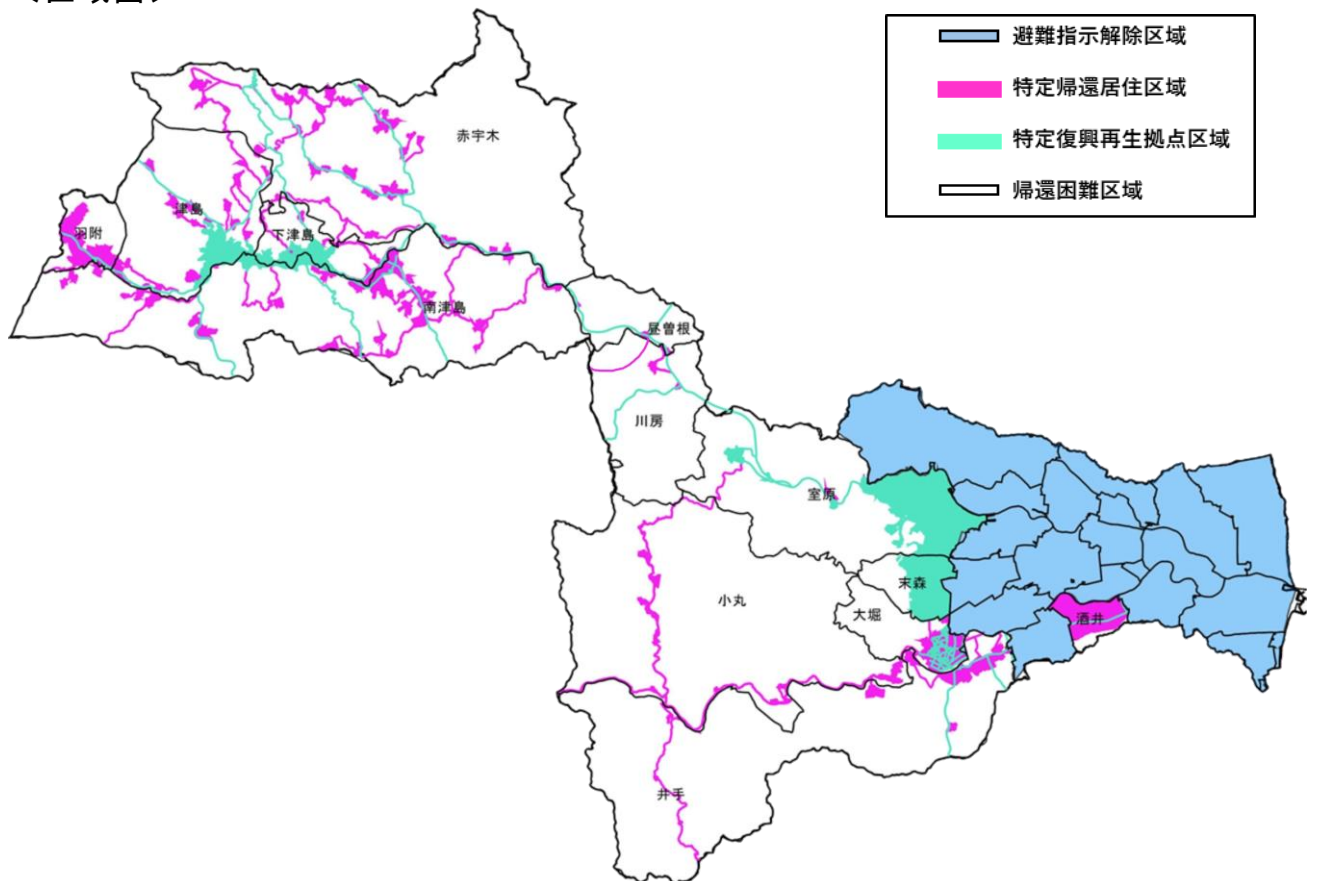 避難指示解除区域
特定帰還居住区域
特定復興再生拠点区域
帰還困難区域
赤宇木
津島
羽附
下津島
南津島
昼曽根
川房
室原
末森
小丸
大堀
酒井
井手